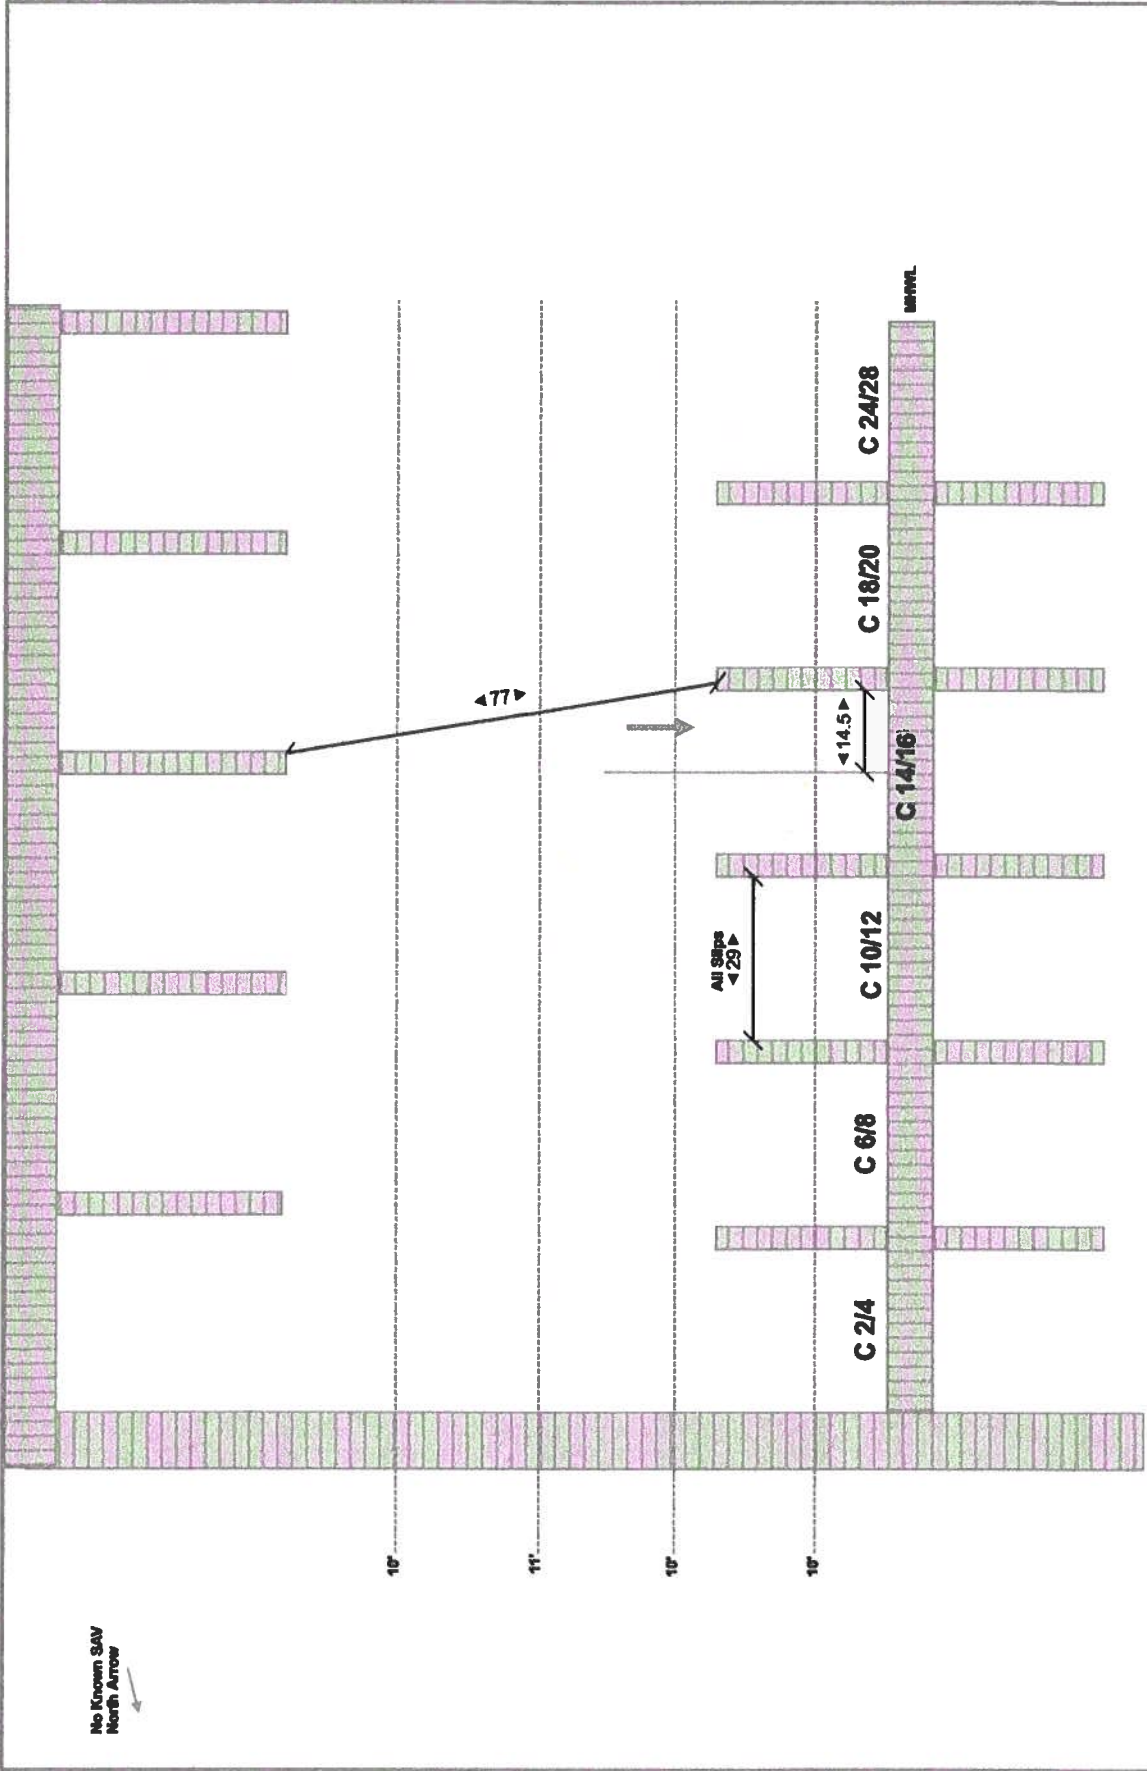 No Known SAV
North Arrow
10'
11'
10'
10'
◄77►
All Slips
◄29►
◄14.5►
C 2/4
C 6/8
C 10/12
C 14/16
C 18/20
C 24/28
MHWL